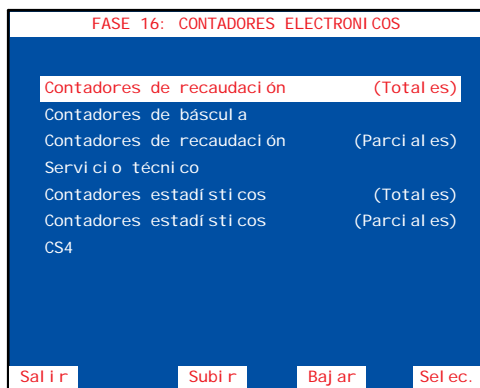 FASE 16: CONTADORES ELECTRONICOS
Contadores de recaudación (Totales)
Contadores de báscula
Contadores de recaudación (Parciales)
Servicio técnico
Contadores estadísticos (Totales)
Contadores estadísticos (Parciales)
CS4
Salir Subir Bajar Selec.